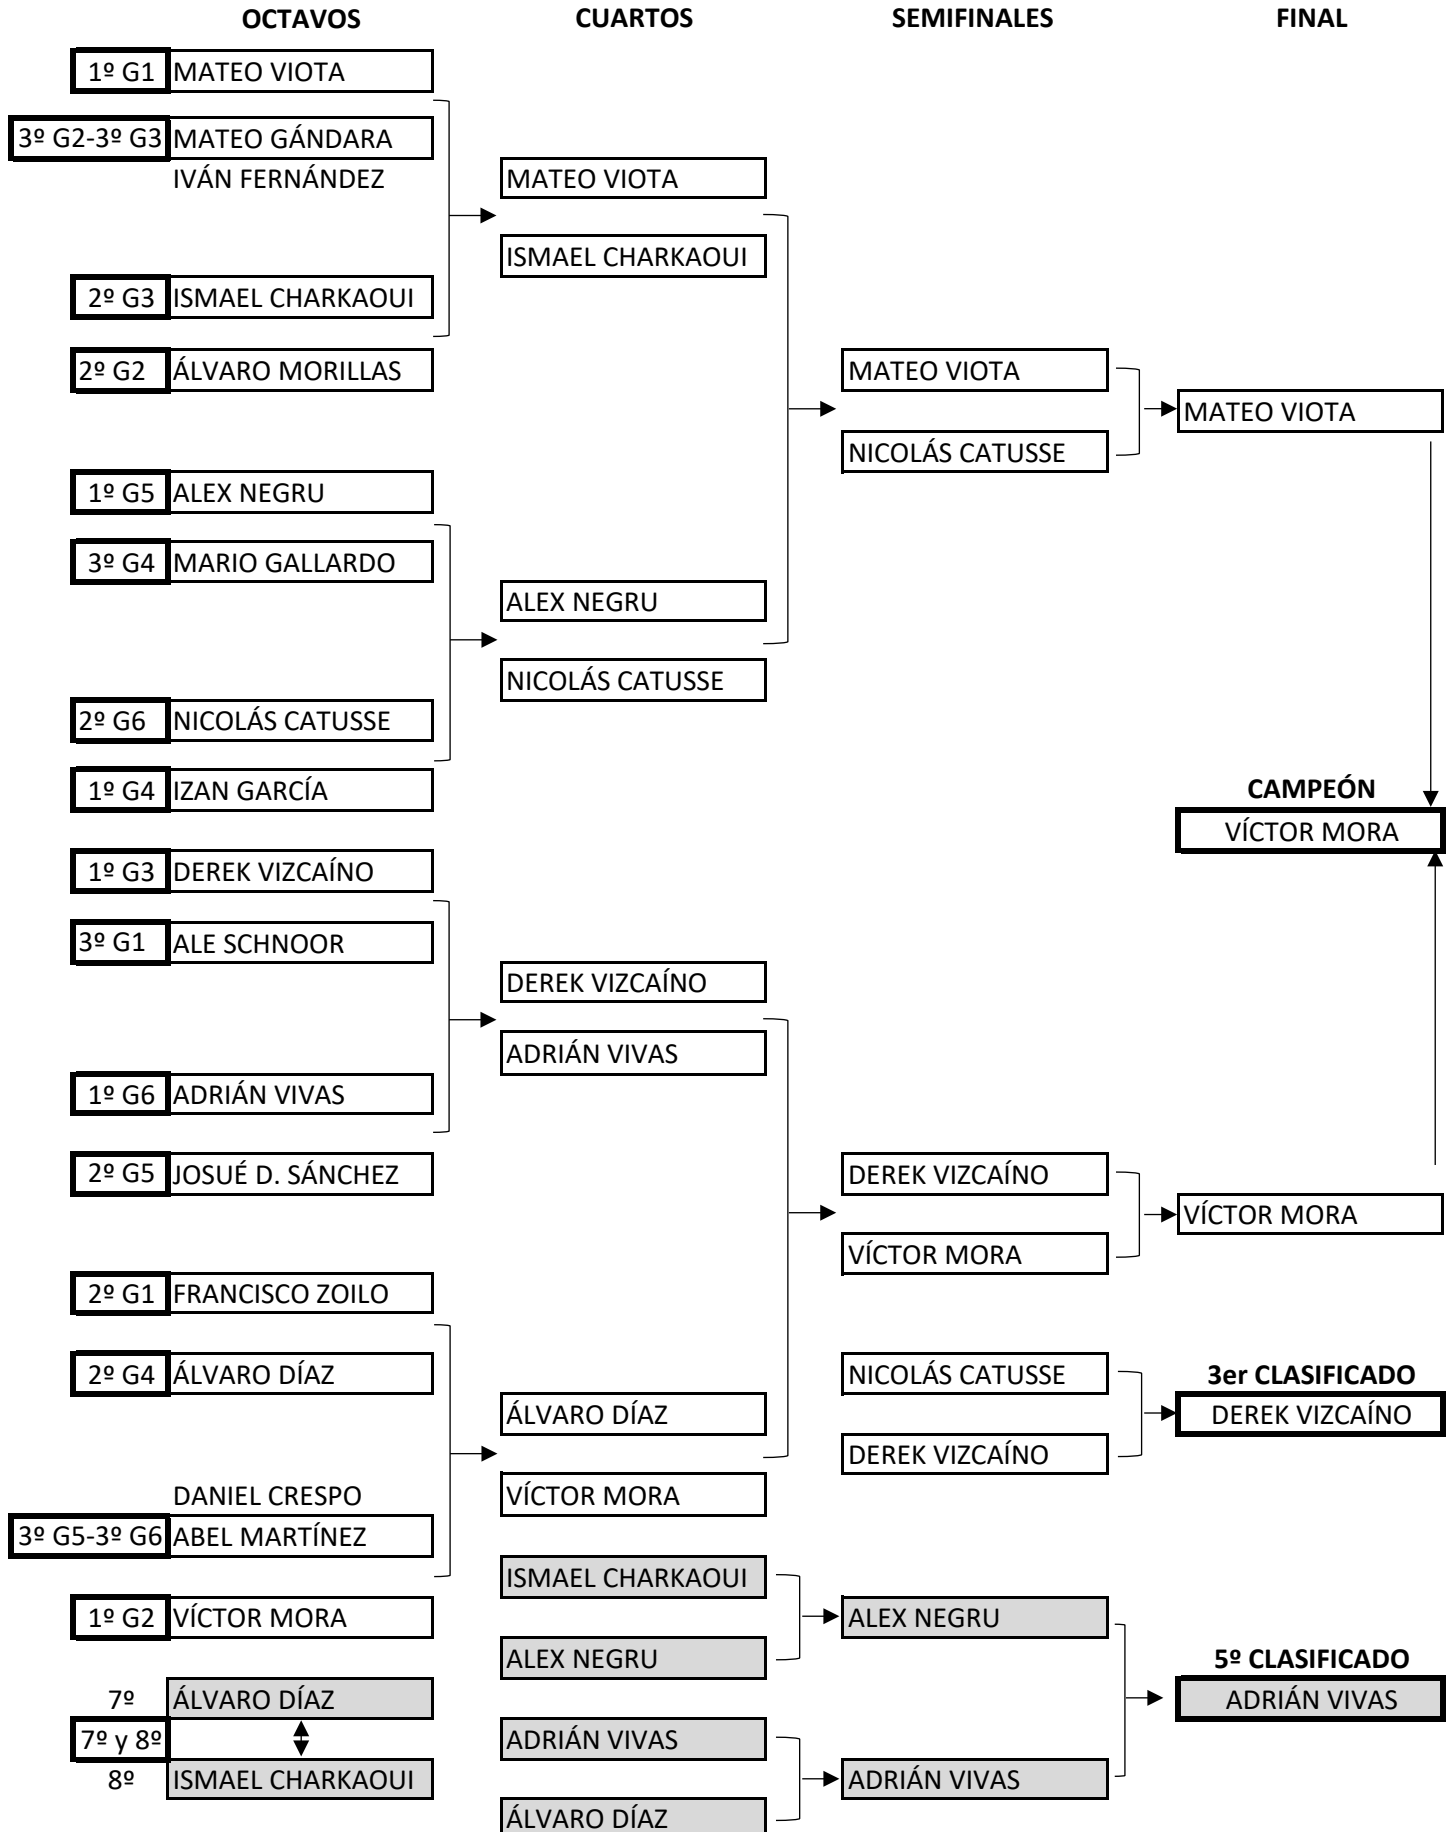 OCTAVOS CUARTOS SEMIFINALES FINAL
1º G1 MATEO VIOTA
3º G2-3º G3 MATEO GÁNDARA
IVÁN FERNÁNDEZ MATEO VIOTA
ISMAEL CHARKAOUI
2º G3 ISMAEL CHARKAOUI
2º G2 ÁLVARO MORILLAS MATEO VIOTA
MATEO VIOTA
NICOLÁS CATUSSE
1º G5 ALEX NEGRU
3º G4 MARIO GALLARDO
ALEX NEGRU
NICOLÁS CATUSSE
2º G6 NICOLÁS CATUSSE
1º G4 IZAN GARCÍA CAMPEÓN
VÍCTOR MORA
1º G3 DEREK VIZCAÍNO
3º G1 ALE SCHNOOR
DEREK VIZCAÍNO
ADRIÁN VIVAS
1º G6 ADRIÁN VIVAS
2º G5 JOSUÉ D. SÁNCHEZ DEREK VIZCAÍNO
VÍCTOR MORA
VÍCTOR MORA
2º G1 FRANCISCO ZOILO
2º G4 ÁLVARO DÍAZ NICOLÁS CATUSSE 3er CLASIFICADO
ÁLVARO DÍAZ DEREK VIZCAÍNO
DEREK VIZCAÍNO
DANIEL CRESPO VÍCTOR MORA
3º G5-3º G6 ABEL MARTÍNEZ
ISMAEL CHARKAOUI
1º G2 VÍCTOR MORA ALEX NEGRU
ALEX NEGRU 5º CLASIFICADO
7º ÁLVARO DÍAZ ADRIÁN VIVAS
7º y 8º ADRIÁN VIVAS
8º ISMAEL CHARKAOUI ADRIÁN VIVAS
ÁLVARO DÍAZ